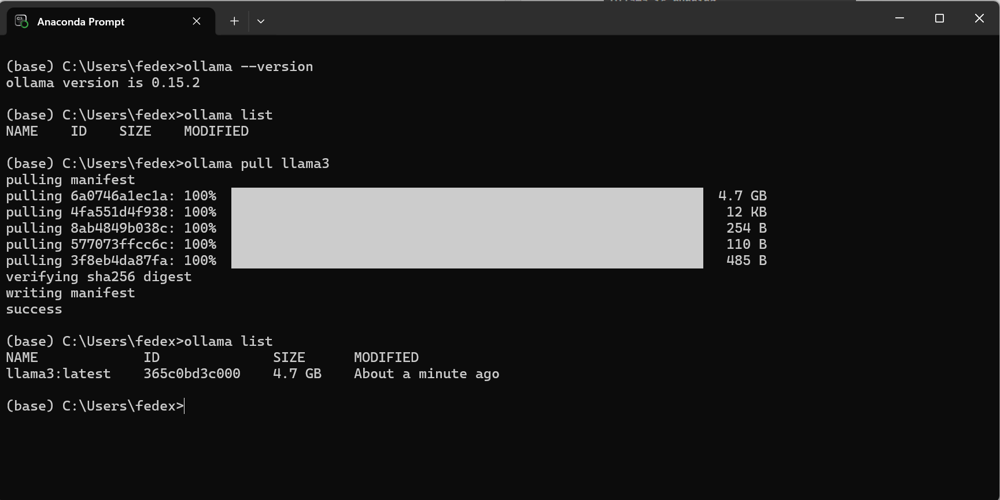 Anaconda Prompt
(base) C:\Users\fedex>ollama --version
ollama version is 0.15.2
(base) C:\Users\fedex>ollama list
NAME    ID    SIZE    MODIFIED
(base) C:\Users\fedex>ollama pull llama3
pulling manifest
pulling 6a0746a1ec1a: 100% 4.7 GB
pulling 4fa551d4f938: 100% 12 KB
pulling 8ab4849b038c: 100% 254 B
pulling 577073ffcc6c: 100% 110 B
pulling 3f8eb4da87fa: 100% 485 B
verifying sha256 digest
writing manifest
success
(base) C:\Users\fedex>ollama list
NAME             ID              SIZE      MODIFIED
llama3:latest    365c0bd3c000    4.7 GB    About a minute ago
(base) C:\Users\fedex>